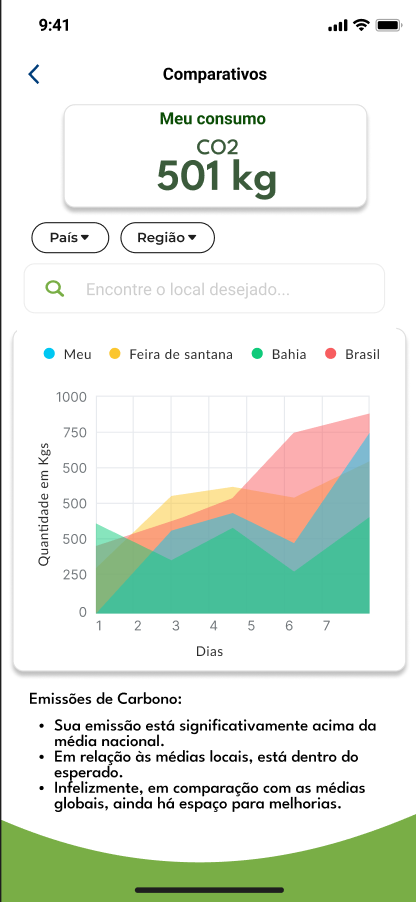 9:41
Comparativos
Meu consumo
CO2
501 kg
País
Região
Encontre o local desejado...
Meu Feira de santana Bahia Brasil
1000
750
500
500
500
250
0
Quantidade em Kgs
1 2 3 4 5 6 7
Dias
Emissões de Carbono:
• Sua emissão está significativamente acima da
média nacional.
• Em relação às médias locais, está dentro do
esperado.
• Infelizmente, em comparação com as médias
globais, ainda há espaço para melhorias.